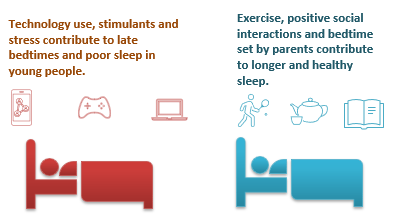 Technology use, stimulants and
stress contribute to late
bedtimes and poor sleep in
young people.
Exercise, positive social
interactions and bedtime
set by parents contribute
to longer and healthy
sleep.